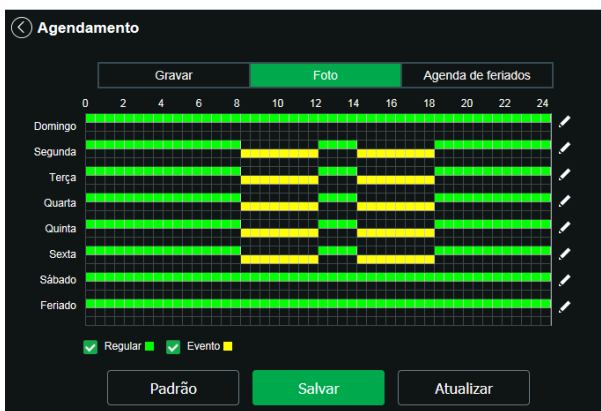 Agendamento
Gravar Foto Agenda de feriados
0 2 4 6 8 10 12 14 16 18 20 22 24
Domingo
Segunda
Terça
Quarta
Quinta
Sexta
Sábado
Feriado
Regular Evento
Padrão Salvar Atualizar